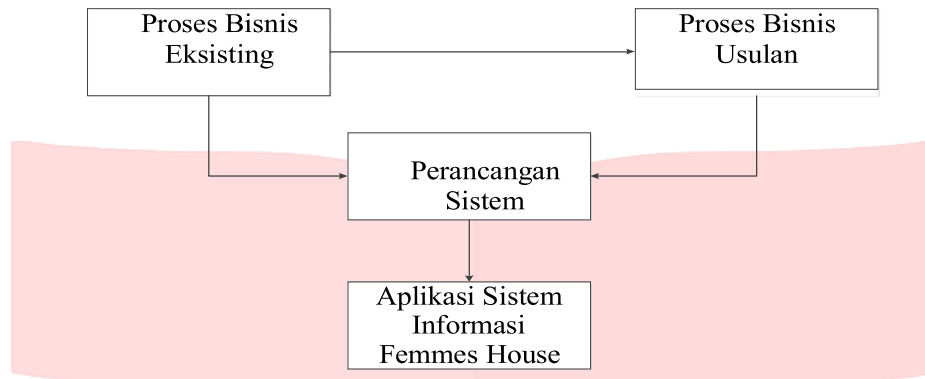 Proses Bisnis
Eksisting
Proses Bisnis
Usulan
Perancangan
Sistem
Aplikasi Sistem
Informasi
Femmes House